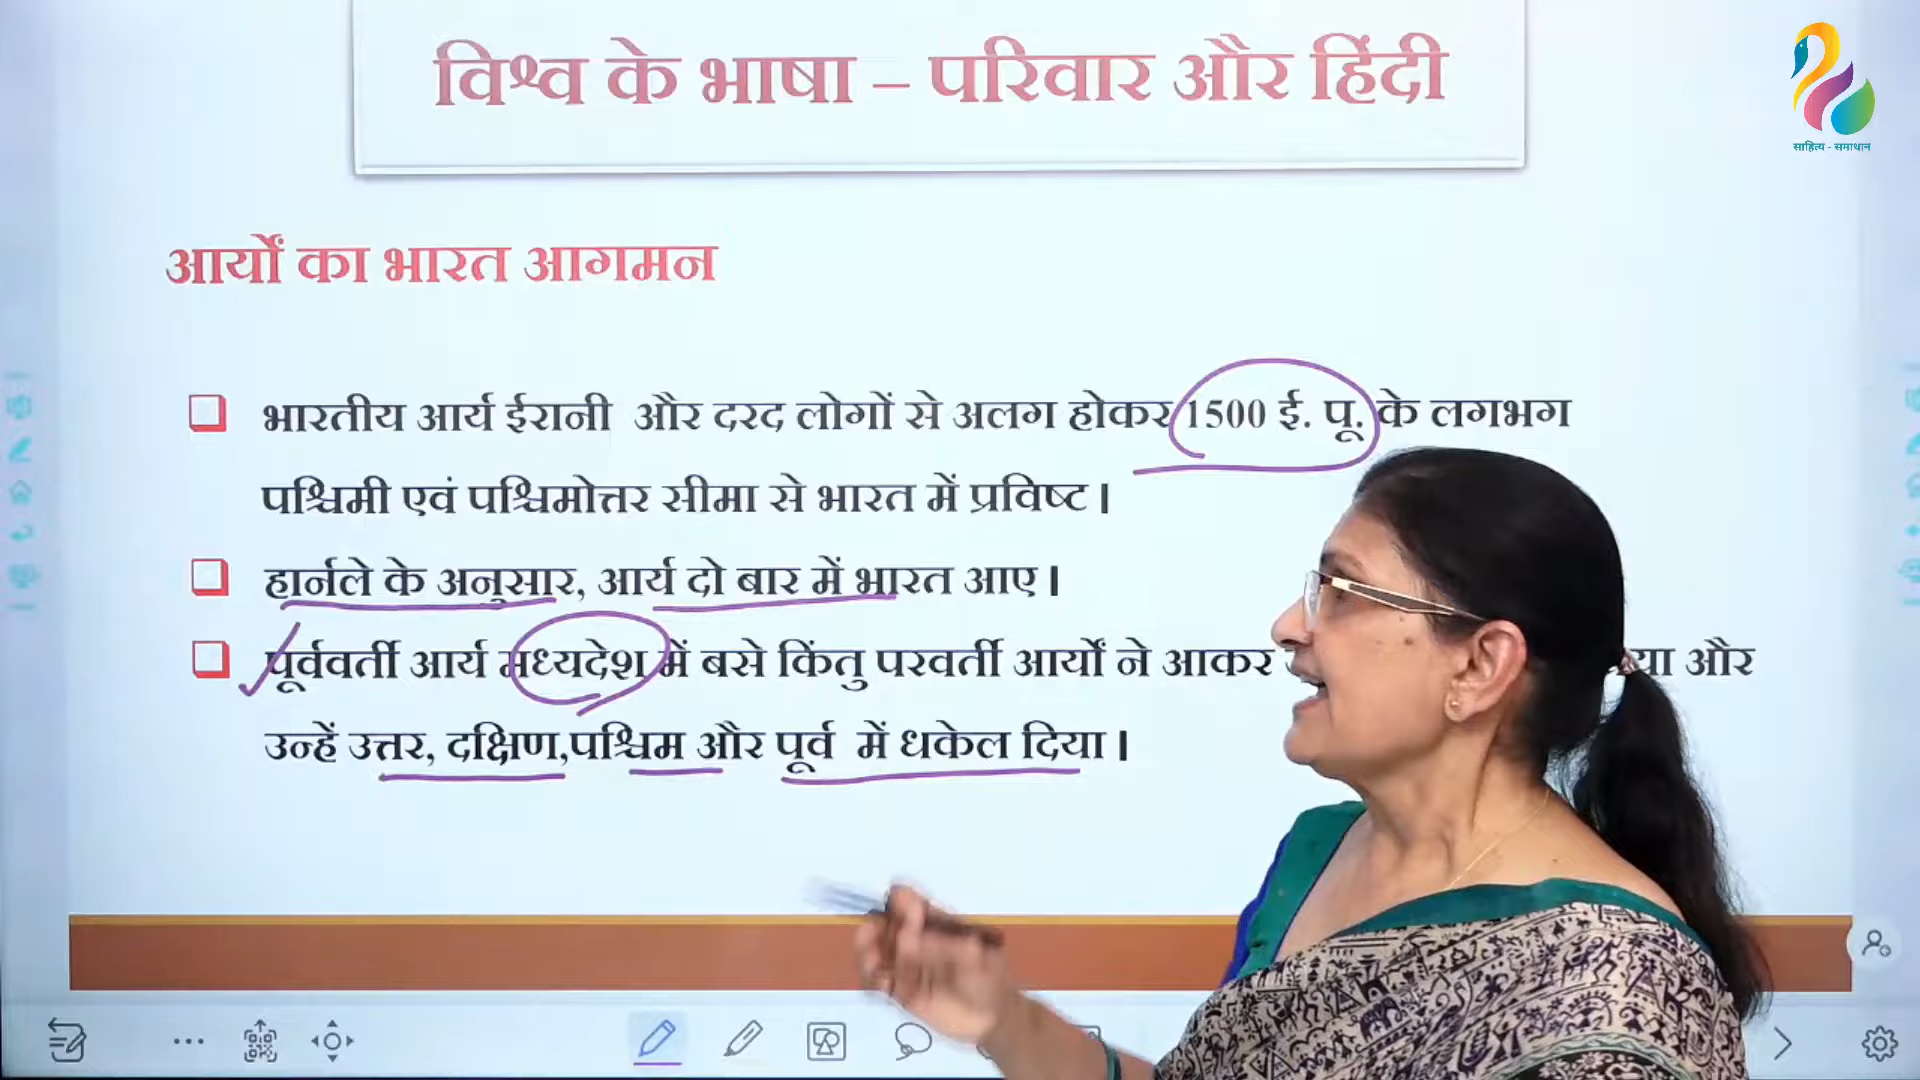 विश्व के भाषा – परिवार और हिंदी
साहित्य - समाधान
आर्यों का भारत आगमन
भारतीय आर्य ईरानी और दरद लोगों से अलग होकर 1500 ई. पू. के लगभग
पश्चिमी एवं पश्चिमोत्तर सीमा से भारत में प्रविष्ट।
हार्नले के अनुसार, आर्य दो बार में भारत आए।
पूर्ववर्ती आर्य मध्यदेश में बसे किंतु परवर्ती आर्यों ने आकर और
उन्हें उत्तर, दक्षिण,पश्चिम और पूर्व में धकेल दिया।